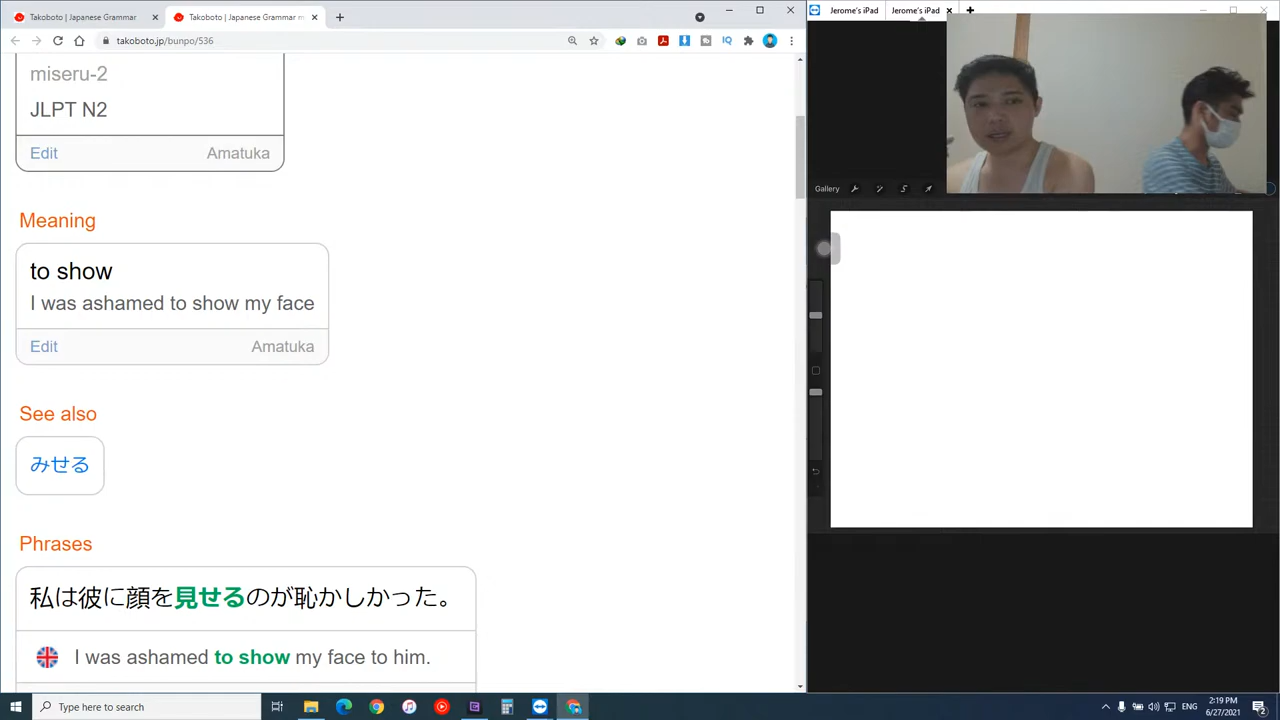 Takoboto | Japanese Grammar
Takoboto | Japanese Grammar m
takoboto.jp/bunpo/536
miseru-2
JLPT N2
Edit
Amatuka
Meaning
to show
I was ashamed to show my face
Edit
Amatuka
See also
みせる
Phrases
私は彼に顔を見せるのが恥かしかった。
I was ashamed to show my face to him.
Jerome's iPad
Jerome's iPad
Gallery
Type here to search
ENG
2:19 PM
6/27/2021
2